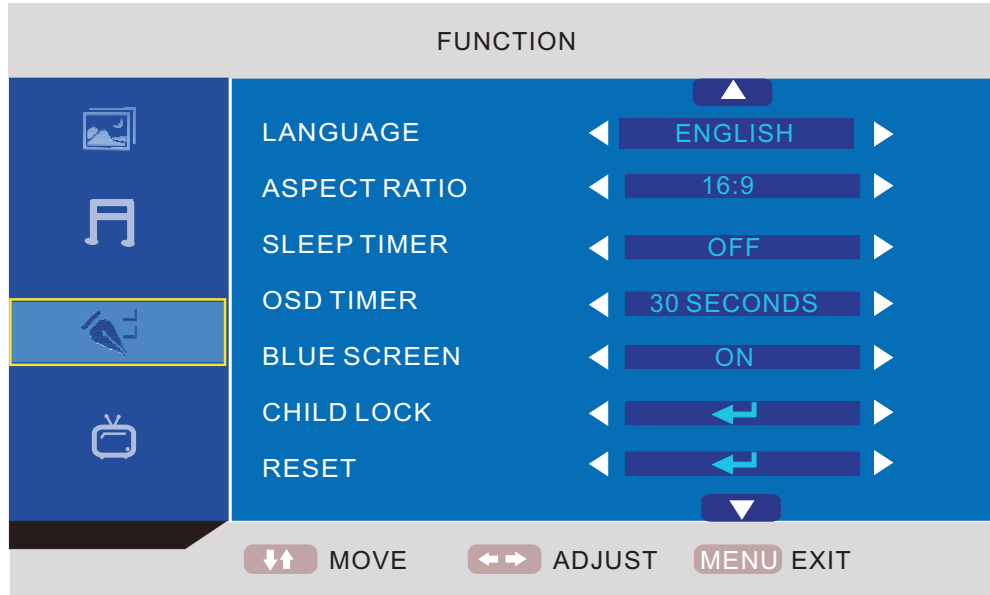 FUNCTION
LANGUAGE ENGLISH
ASPECT RATIO 16:9
SLEEP TIMER OFF
OSD TIMER 30 SECONDS
BLUE SCREEN ON
CHILD LOCK
RESET
MOVE ADJUST MENU EXIT